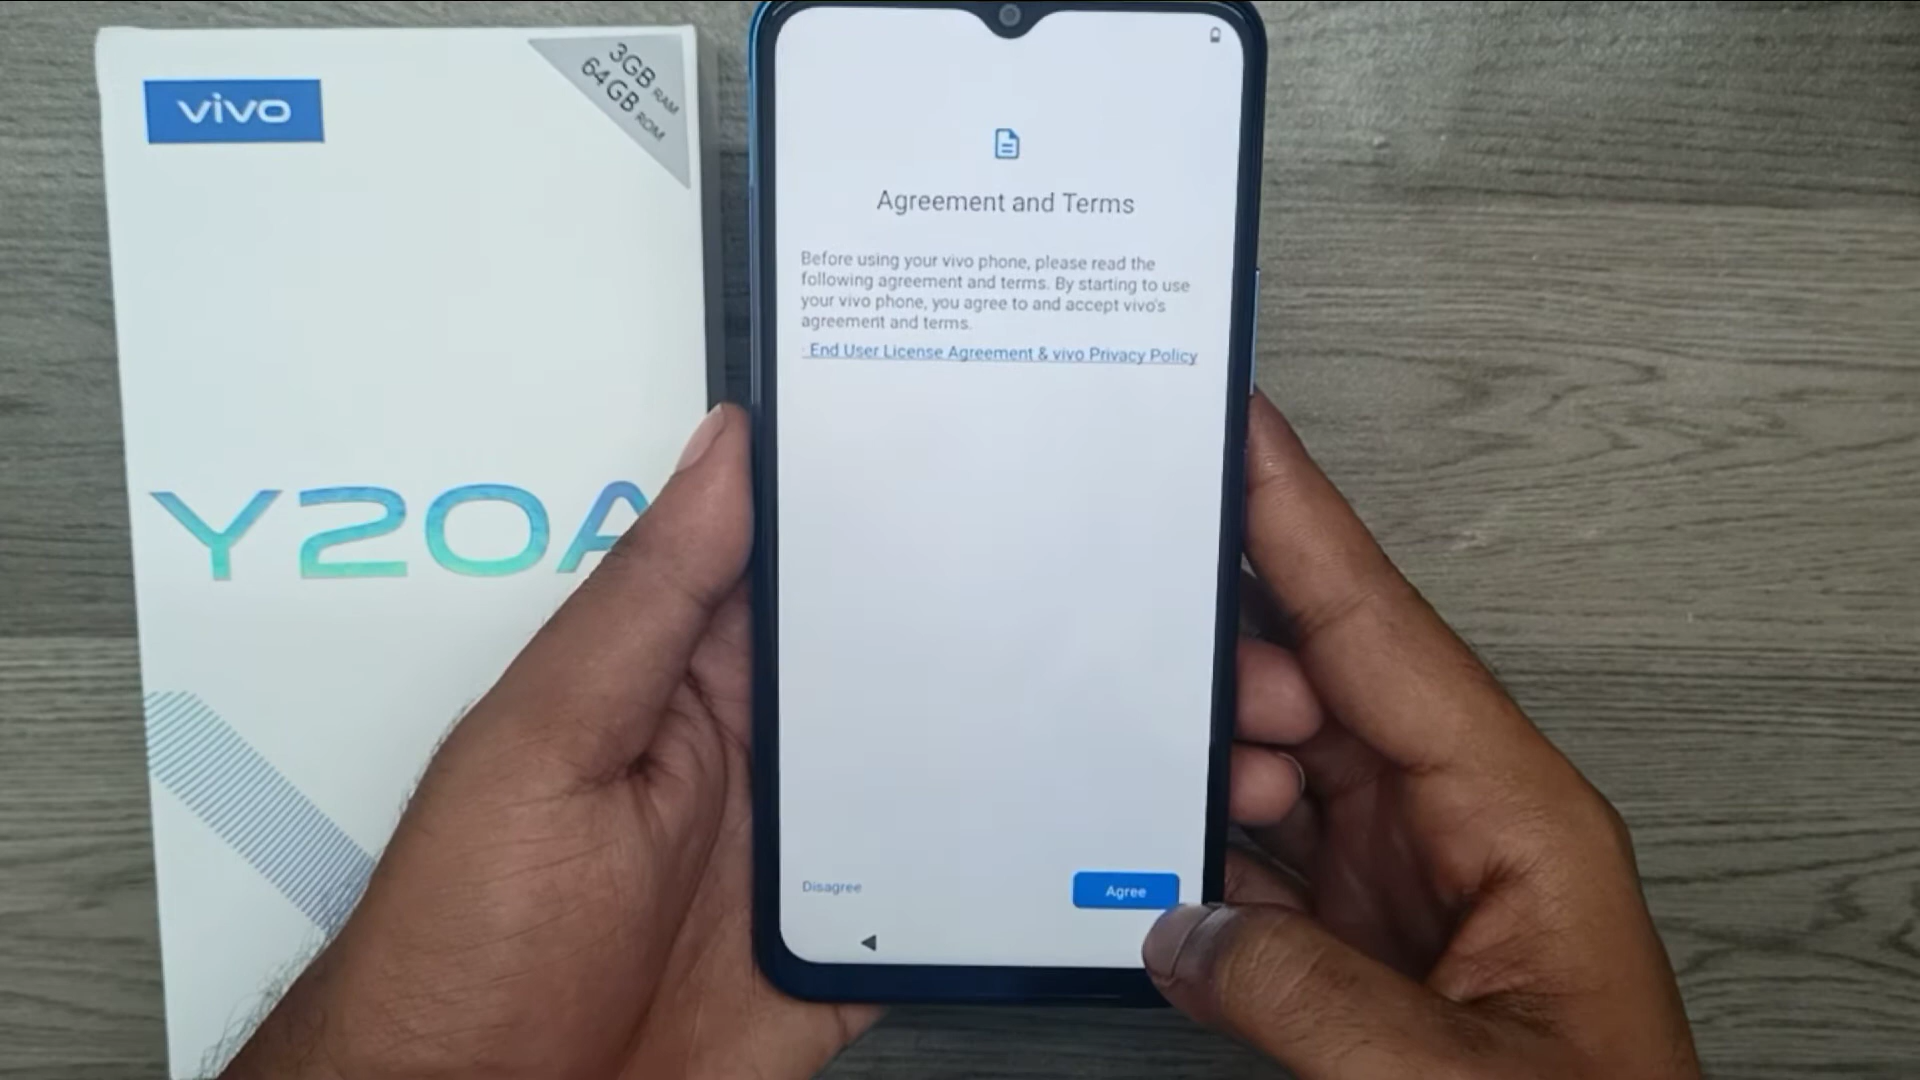 vivo
3GB RAM
64GB ROM
Y20A
Agreement and Terms
Before using your vivo phone, please read the
following agreement and terms. By starting to use
your vivo phone, you agree to and accept vivo's
agreement and terms.
· End User License Agreement & vivo Privacy Policy
Disagree
Agree